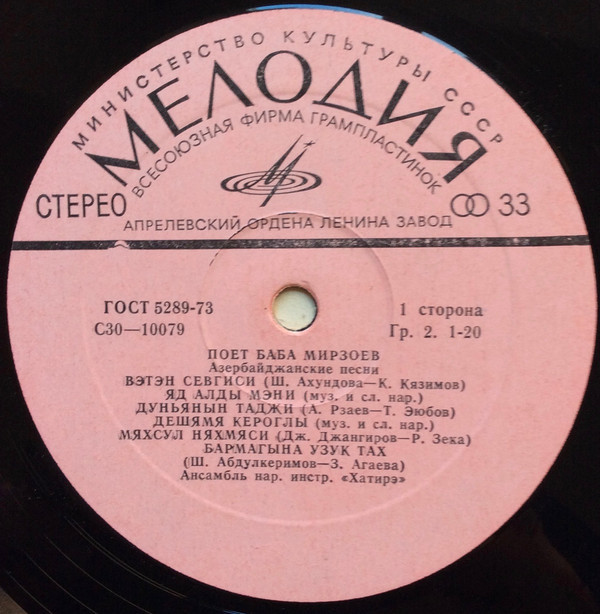 МИНИСТЕРСТВО КУЛЬТУРЫ СССР
МЕЛОДИЯ
ВСЕСОЮЗНАЯ ФИРМА ГРАМПЛАСТИНОК
СТЕРЕО
33
АПРЕЛЕВСКИЙ ОРДЕНА ЛЕНИНА ЗАВОД
ГОСТ 5289-73
1 сторона
С30—10079
Гр. 2. 1-20
ПОЕТ БАБА МИРЗОЕВ
Азербайджанские песни
ВЭТЭН СЕВГИСИ (Ш. Ахундова—К. Кязимов)
ЯД АЛДЫ МЭНИ (муз. и сл. нар.)
ДУНЬЯНЫН ТАДЖИ (А. Рзаев—Т. Эюбов)
ДЕШЯМЯ КЕРОГЛЫ (муз. и сл. нар.)
МЯХСУЛ НЯХМЯСИ (Дж. Джангиров—Р. Зека)
БАРМАГЫНА УЗУК ТАХ
(Ш. Абдулкеримов—З. Агаева)
Ансамбль нар. инстр. «Хатирэ»